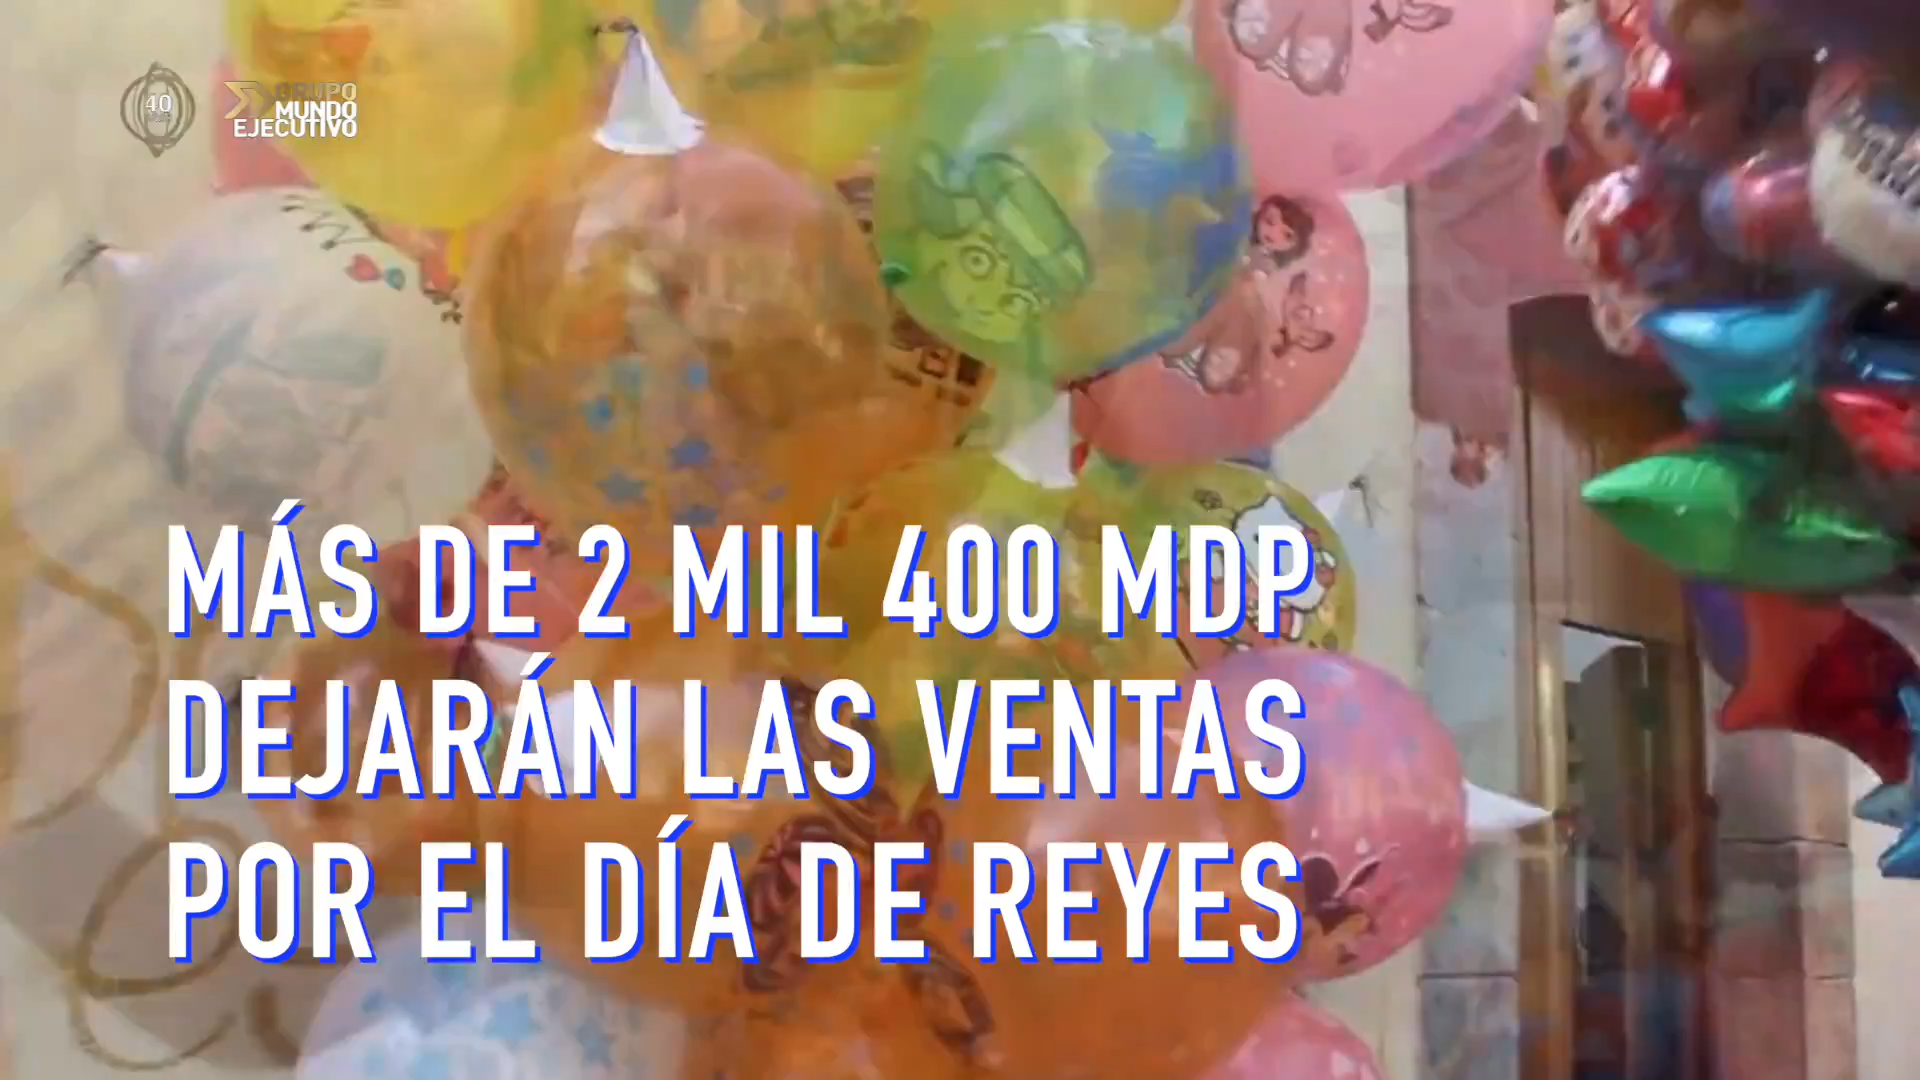 40
GRUPO
MUNDO
EJECUTIVO
MÁS DE 2 MIL 400 MDP
DEJARÁN LAS VENTAS
POR EL DÍA DE REYES